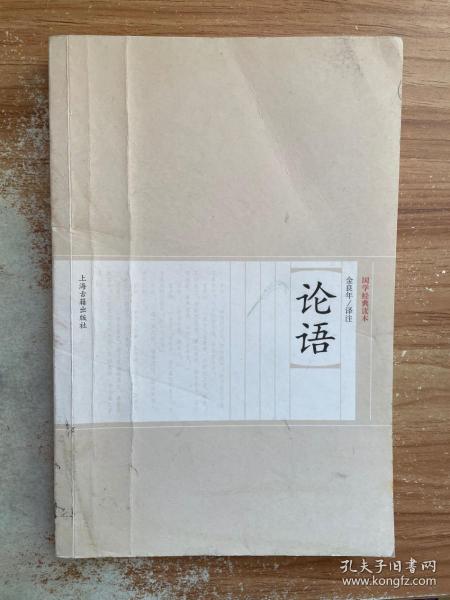 国学经典读本
金良年/译注
论语
上海古籍出版社
孔夫子旧书网
www.kongfz.com